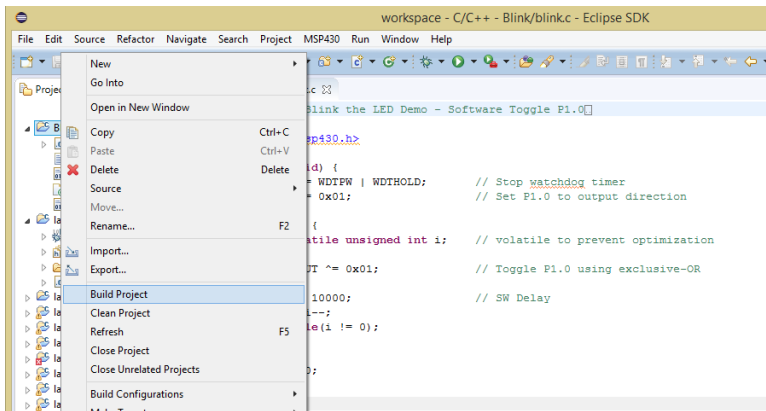 workspace - C/C++ - Blink/blink.c - Eclipse SDK
File Edit Source Refactor Navigate Search Project MSP430 Run Window Help
New
Go Into
Open in New Window
Copy Ctrl+C
Paste Ctrl+V
Delete Delete
Source
Move...
Rename... F2
Import...
Export...
Build Project
Clean Project
Refresh F5
Close Project
Close Unrelated Projects
Build Configurations
.c
Blink the LED Demo - Software Toggle P1.0
sp430.h>
id) {
= WDTPW | WDTHOLD; // Stop watchdog timer
= 0x01; // Set P1.0 to output direction
{
atile unsigned int i; // volatile to prevent optimization
UT ^= 0x01; // Toggle P1.0 using exclusive-OR
10000; // SW Delay
i--;
le(i != 0);
;